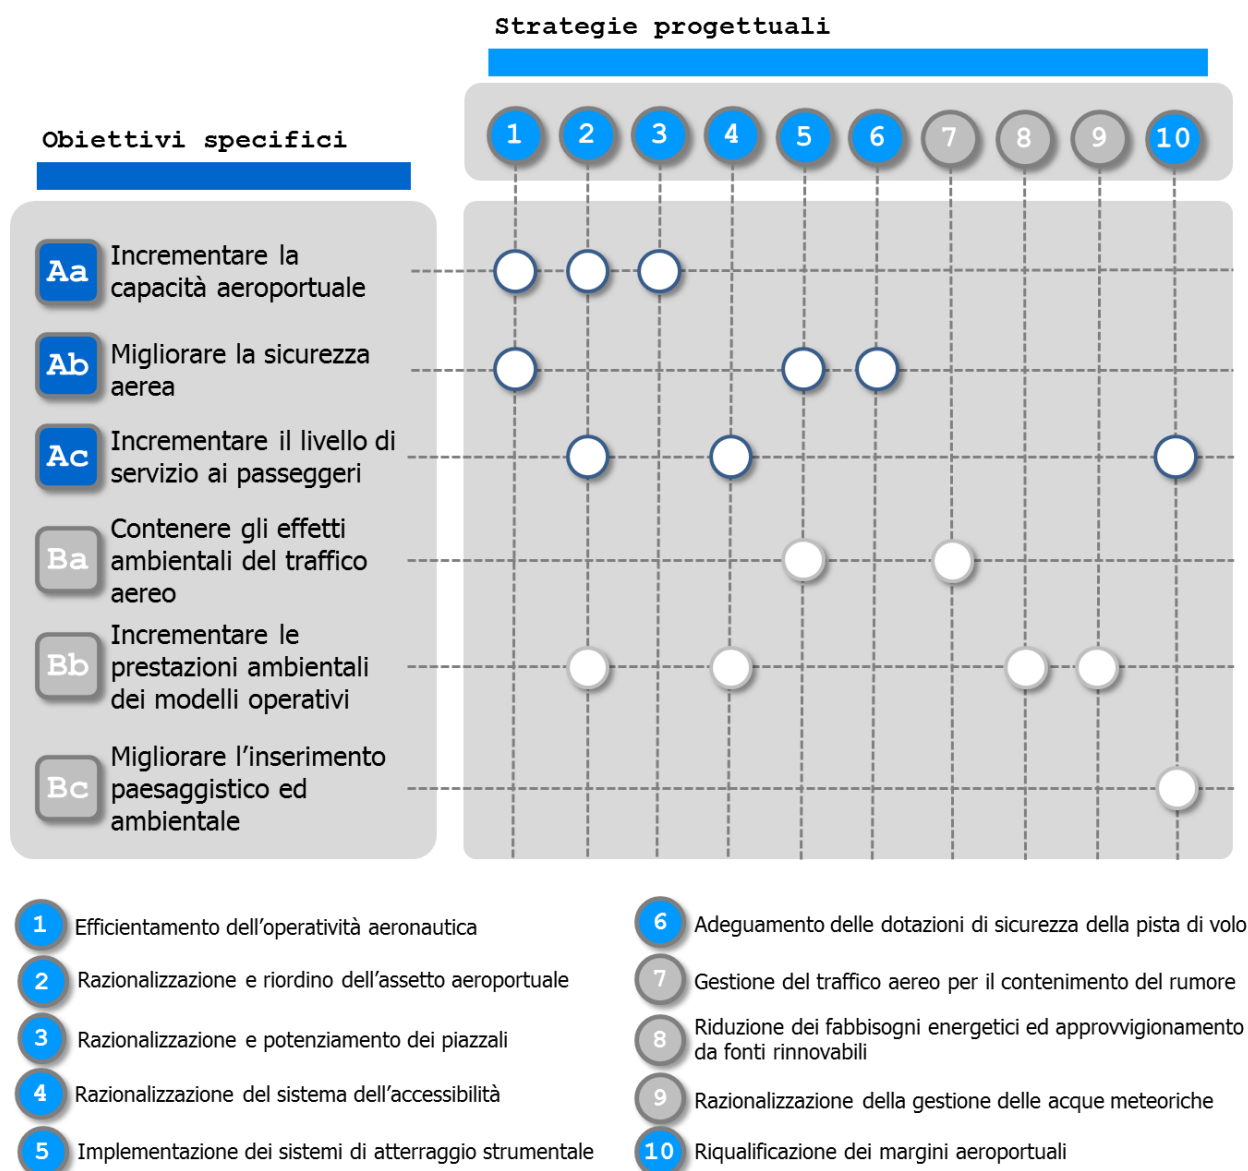 Strategie progettuali
1 2 3 4 5 6 7 8 9 10
Obiettivi specifici
Aa
Incrementare la
capacità aeroportuale
Ab
Migliorare la sicurezza
aerea
Ac
Incrementare il livello di
servizio ai passeggeri
Ba
Contenere gli effetti
ambientali del traffico
aereo
Bb
Incrementare le
prestazioni ambientali
dei modelli operativi
Bc
Migliorare l'inserimento
paesaggistico ed
ambientale
1 Efficientamento dell'operatività aeronautica
2 Razionalizzazione e riordino dell'assetto aeroportuale
3 Razionalizzazione e potenziamento dei piazzali
4 Razionalizzazione del sistema dell'accessibilità
5 Implementazione dei sistemi di atterraggio strumentale
6 Adeguamento delle dotazioni di sicurezza della pista di volo
7 Gestione del traffico aereo per il contenimento del rumore
8 Riduzione dei fabbisogni energetici ed approvvigionamento
da fonti rinnovabili
9 Razionalizzazione della gestione delle acque meteoriche
10 Riqualificazione dei margini aeroportuali